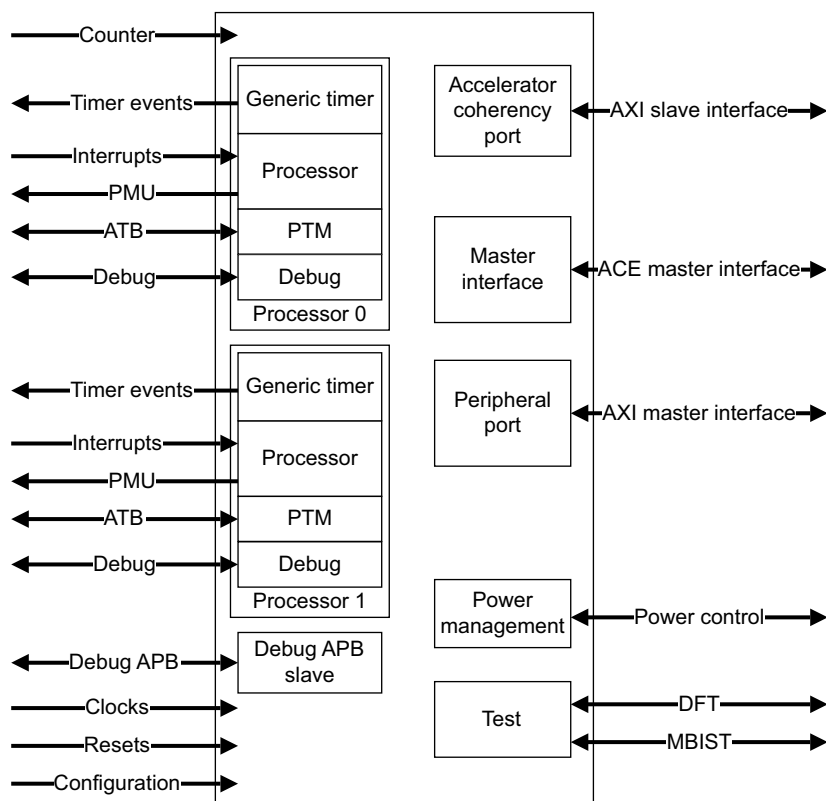 Counter
Timer events
Generic timer
Accelerator
coherency
port
AXI slave interface
Interrupts
Processor
PMU
ATB
PTM
Debug
Debug
Processor 0
Master
interface
ACE master interface
Timer events
Generic timer
Peripheral
port
AXI master interface
Interrupts
Processor
PMU
ATB
PTM
Debug
Debug
Processor 1
Power
management
Power control
Debug APB
Debug APB
slave
Clocks
Resets
Configuration
Test
DFT
MBIST